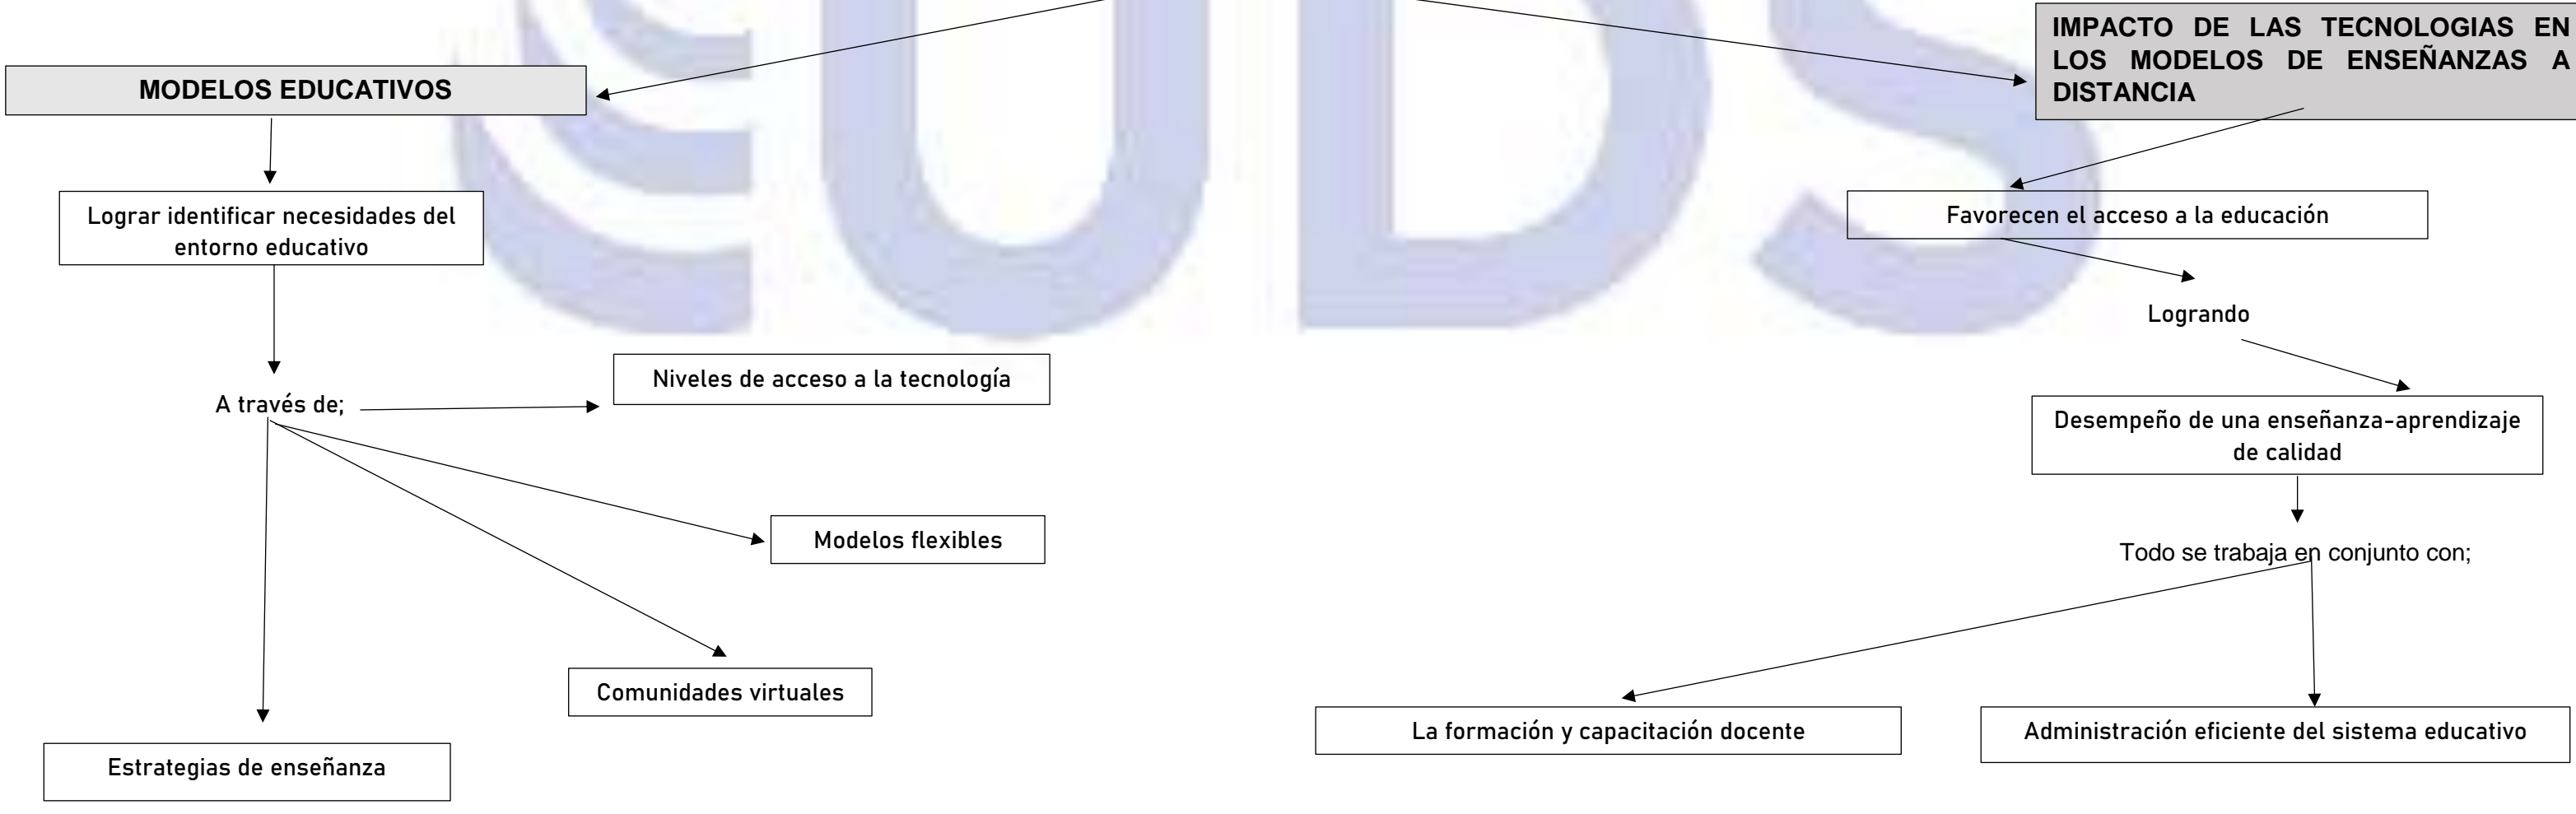 MODELOS EDUCATIVOS
Lograr identificar necesidades del
entorno educativo
A través de;
Niveles de acceso a la tecnología
Modelos flexibles
Comunidades virtuales
Estrategias de enseñanza
IMPACTO DE LAS TECNOLOGIAS EN
LOS MODELOS DE ENSEÑANZAS A
DISTANCIA
Favorecen el acceso a la educación
Logrando
Desempeño de una enseñanza-aprendizaje
de calidad
Todo se trabaja en conjunto con;
La formación y capacitación docente
Administración eficiente del sistema educativo
UDS